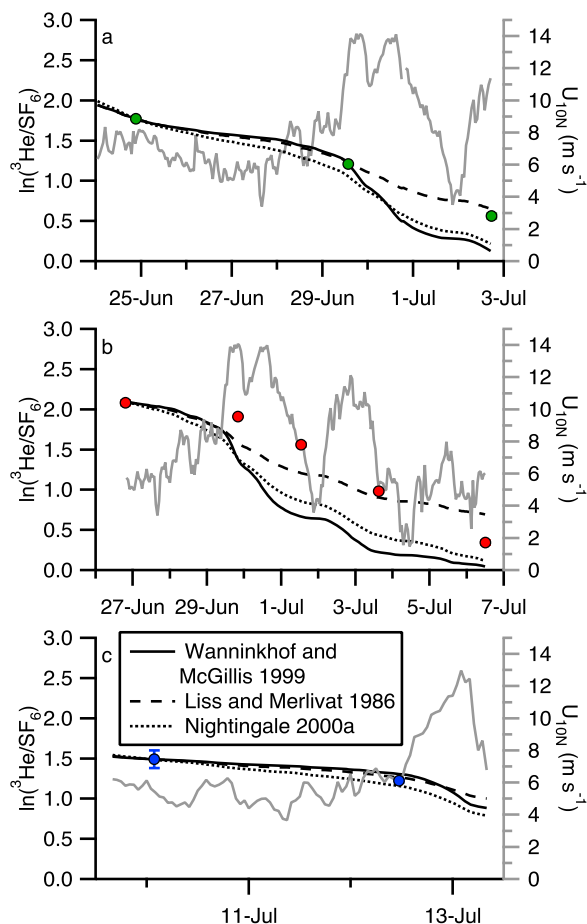 a
3.0
2.5
2.0
1.5
1.0
0.5
0.0
ln(³He/SF₆)
14
12
10
8
6
4
2
0
U₁₀N (m s⁻¹)
25-Jun 27-Jun 29-Jun 1-Jul 3-Jul
b
3.0
2.5
2.0
1.5
1.0
0.5
0.0
ln(³He/SF₆)
14
12
10
8
6
4
2
0
U₁₀N (m s⁻¹)
27-Jun 29-Jun 1-Jul 3-Jul 5-Jul 7-Jul
c
3.0
2.5
2.0
1.5
1.0
0.5
0.0
ln(³He/SF₆)
Wanninkhof and
McGillis 1999
Liss and Merlivat 1986
Nightingale 2000a
14
12
10
8
6
4
2
0
U₁₀N (m s⁻¹)
11-Jul 13-Jul